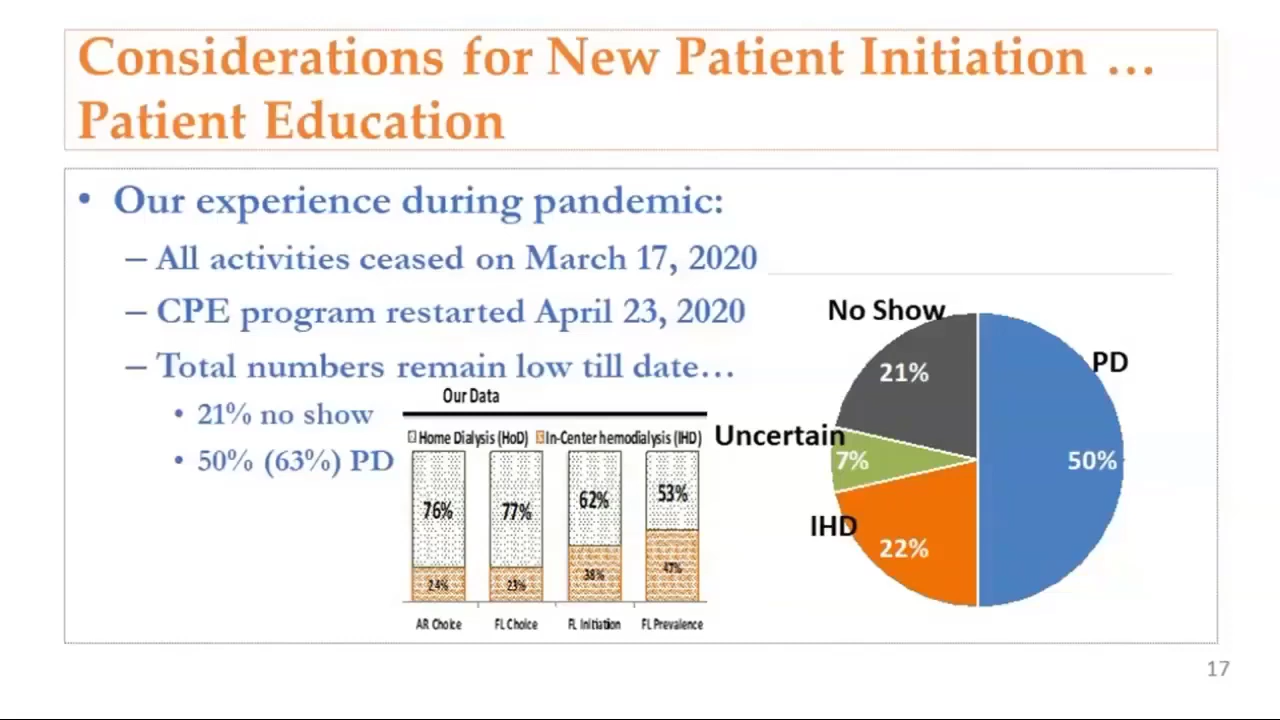 Considerations for New Patient Initiation …
Patient Education
• Our experience during pandemic:
– All activities ceased on March 17, 2020
– CPE program restarted April 23, 2020
– Total numbers remain low till date…
• 21% no show
• 50% (63%) PD
Our Data
Home Dialysis (HoD) In-Center hemodialysis (IHD)
76% 77% 62% 53%
24% 23% 38% 47%
AR Choice FL Choice FL Initiation FL Prevalence
No Show
21%
PD
50%
Uncertain
7%
IHD
22%
17